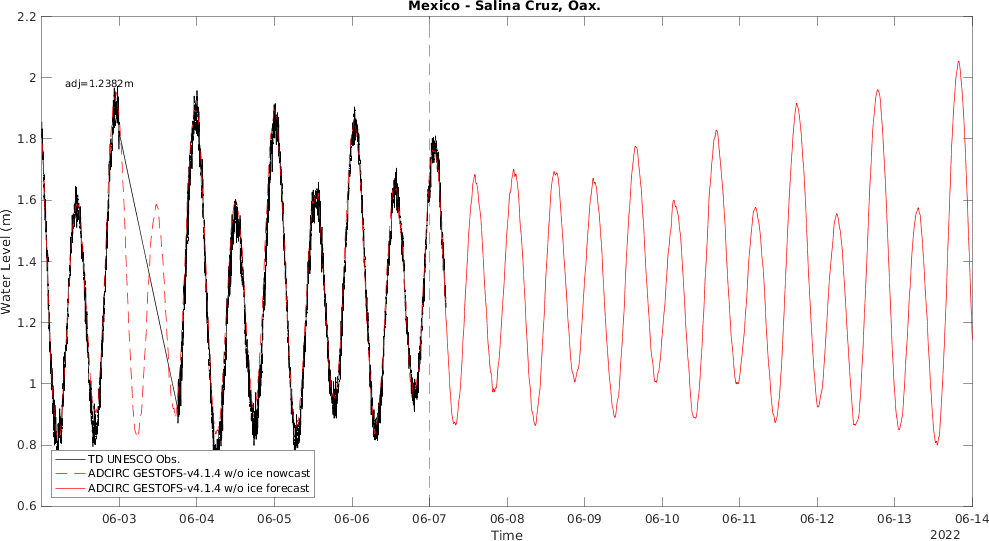 Mexico - Salina Cruz, Oax.
2.2
2
1.8
1.6
1.4
1.2
1
0.8
0.6
Water Level (m)
adj=1.2382m
TD UNESCO Obs.
ADCIRC GESTOFS-v4.1.4 w/o ice nowcast
ADCIRC GESTOFS-v4.1.4 w/o ice forecast
06-03 06-04 06-05 06-06 06-07 06-08 06-09 06-10 06-11 06-12 06-13 06-14
Time
2022